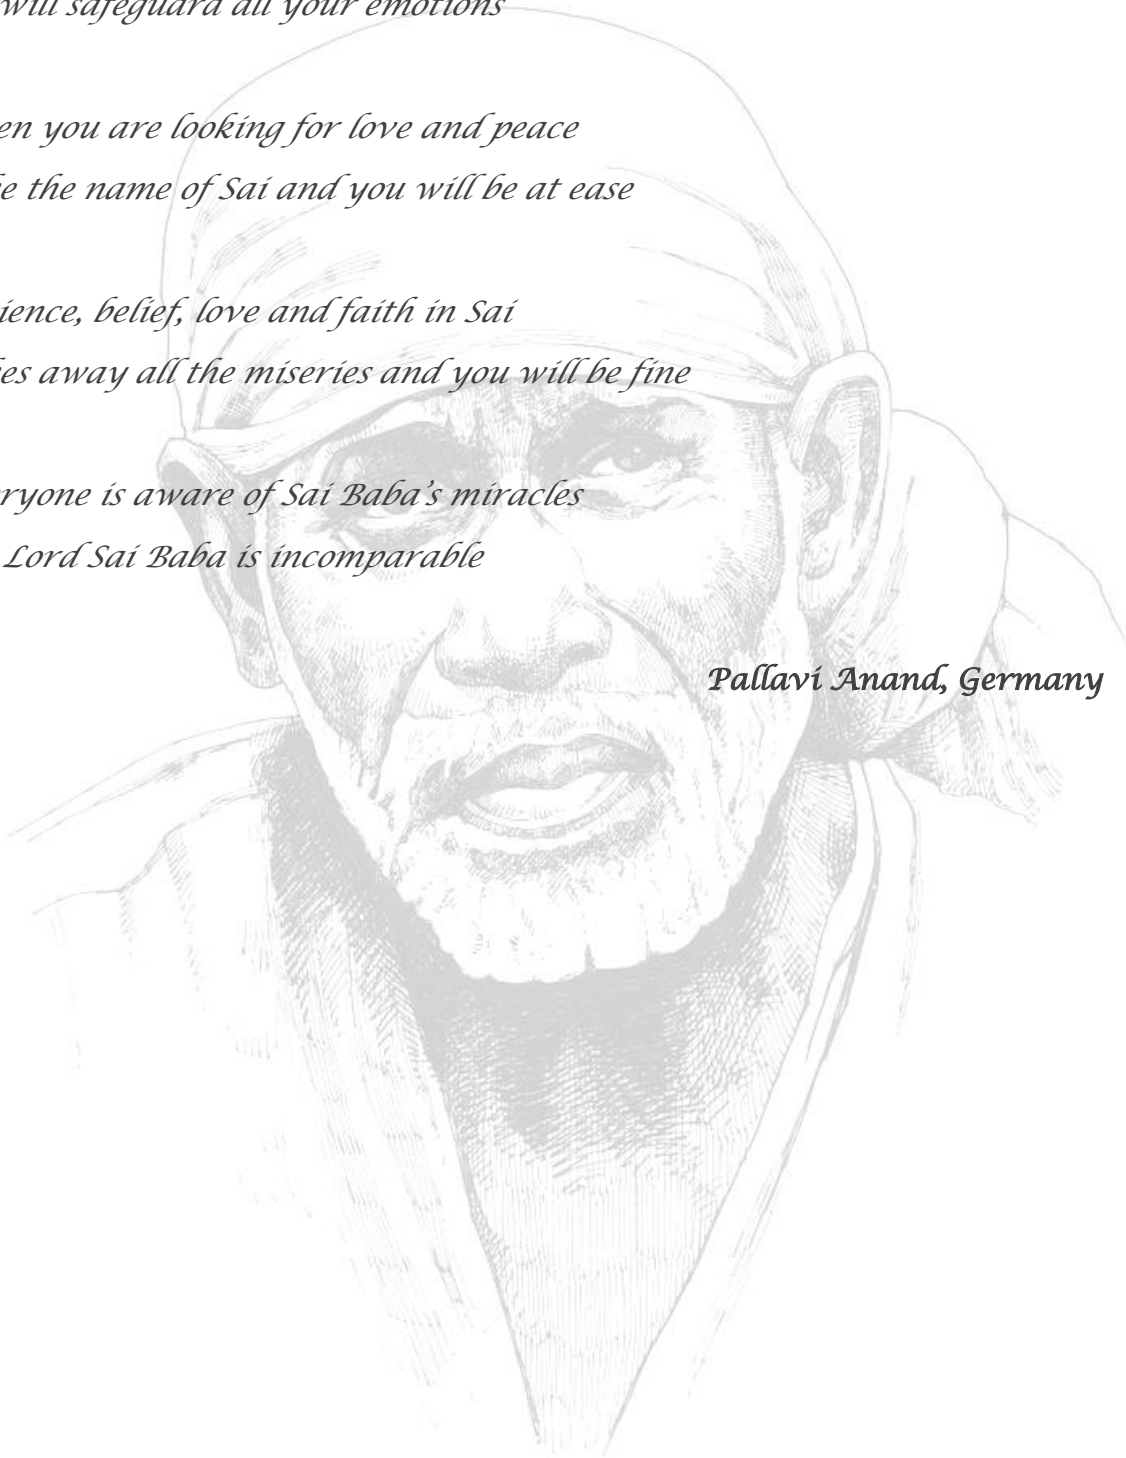 will safeguard all your emotions
en you are looking for love and peace
e the name of Sai and you will be at ease
ience, belief, love and faith in Sai
es away all the miseries and you will be fine
ryone is aware of Sai Baba's miracles
Lord Sai Baba is incomparable
Pallavi Anand, Germany